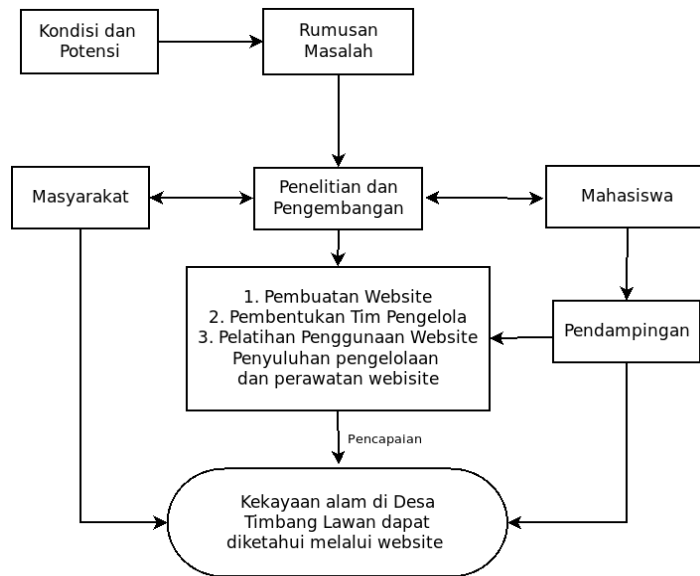 Kondisi dan
Potensi
Rumusan
Masalah
Masyarakat
Penelitian dan
Pengembangan
Mahasiswa
1. Pembuatan Website
2. Pembentukan Tim Pengelola
3. Pelatihan Penggunaan Website
Penyuluhan pengelolaan
dan perawatan webisite
Pendampingan
Pencapaian
Kekayaan alam di Desa
Timbang Lawan dapat
diketahui melalui website